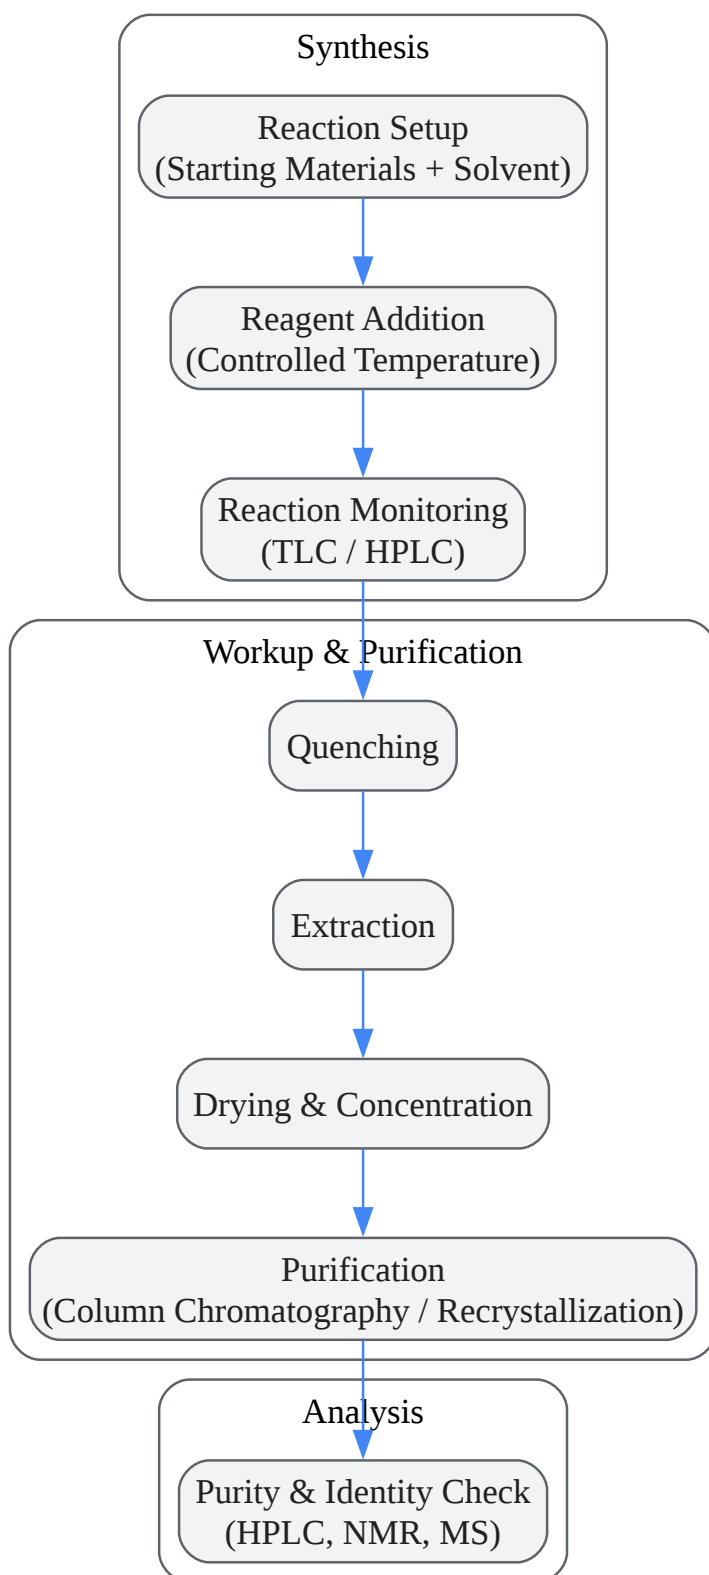 Synthesis
Reaction Setup
(Starting Materials + Solvent)
Reagent Addition
(Controlled Temperature)
Reaction Monitoring
(TLC / HPLC)
Workup & Purification
Quenching
Extraction
Drying & Concentration
Purification
(Column Chromatography / Recrystallization)
Analysis
Purity & Identity Check
(HPLC, NMR, MS)